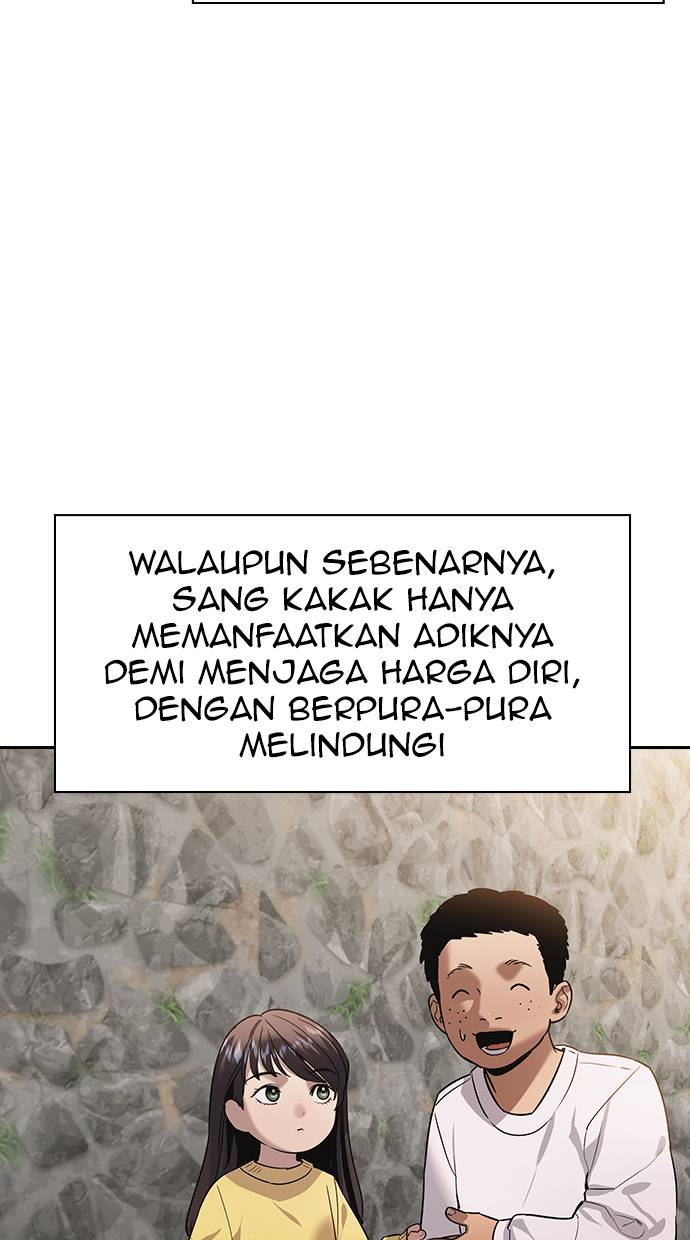 WALAUPUN SEBENARNYA,
SANG KAKAK HANYA
MEMANFAATKAN ADIKNYA
DEMI MENJAGA HARGA DIRI,
DENGAN BERPURA-PURA
MELINDUNGI